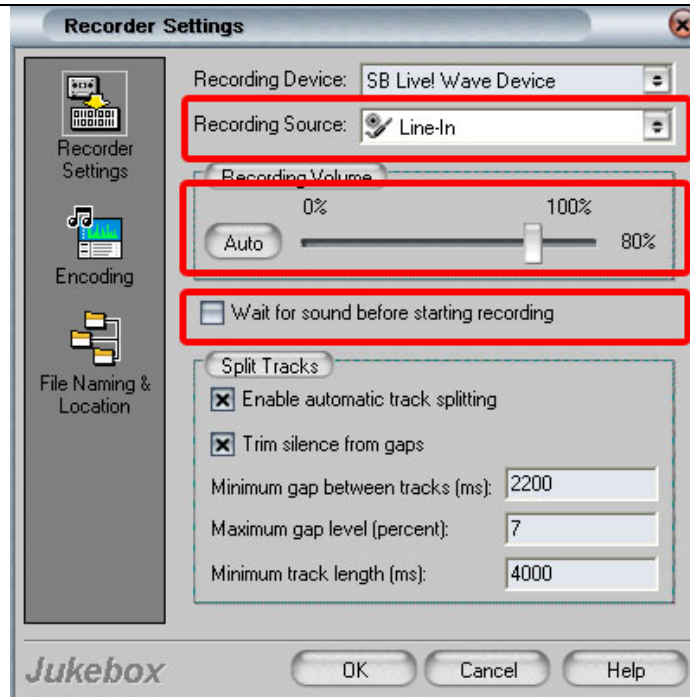 Recorder Settings
Recording Device: SB Live! Wave Device
Recording Source: Line-In
Recorder
Settings
Recording Volume
0% 100%
Auto 80%
Encoding
Wait for sound before starting recording
Split Tracks
File Naming &
Location
Enable automatic track splitting
Trim silence from gaps
Minimum gap between tracks (ms): 2200
Maximum gap level (percent): 7
Minimum track length (ms): 4000
Jukebox OK Cancel Help